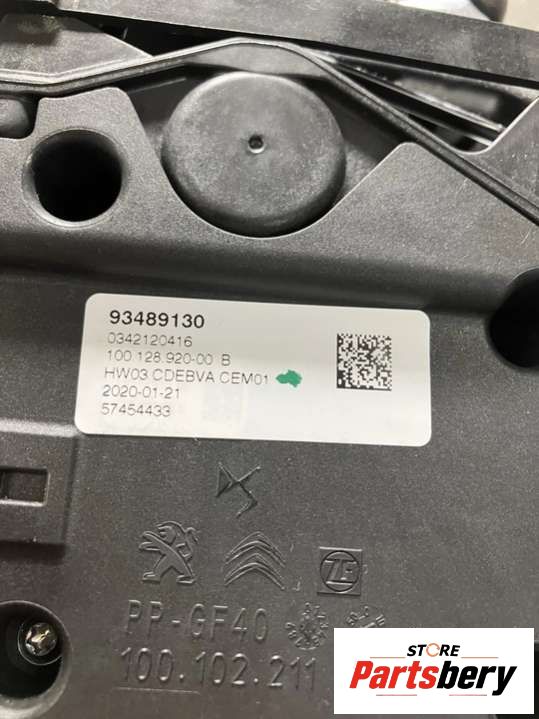 93489130
0342120416
100.128.920-00 B
HW03 CDEBVA CEM01
2020-01-21
57454433
DS
ZF
PP-GF40
100.102.211
STORE
Partsbery